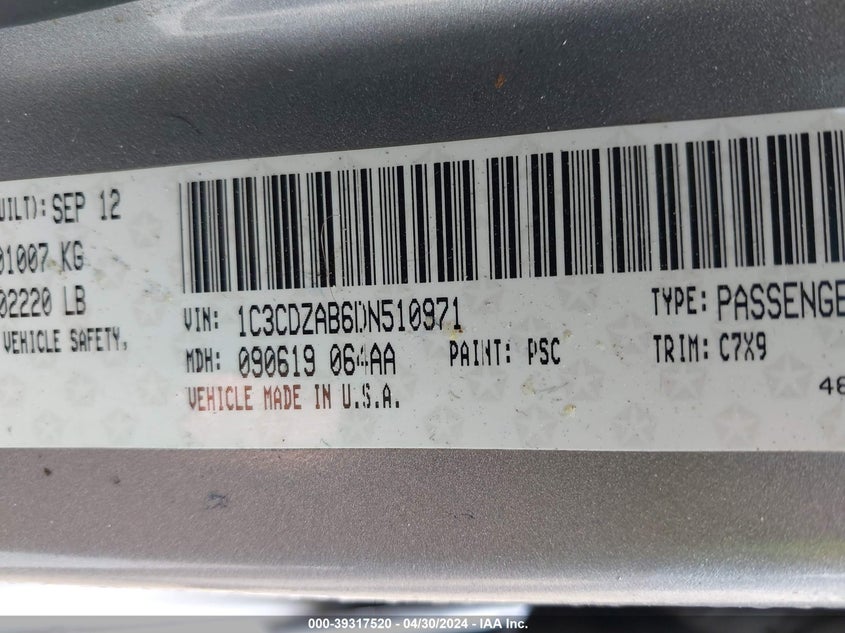 UILT): SEP 12
01007 KG
02220 LB
VEHICLE SAFETY,
VIN: 1C3CDZAB6DN510971
TYPE: PASSENGE
MDH: 090619 064AA
PAINT: PSC
TRIM: C7X9
VEHICLE MADE IN U.S.A.
48
000-39317520 - 04/30/2024 - IAA Inc.